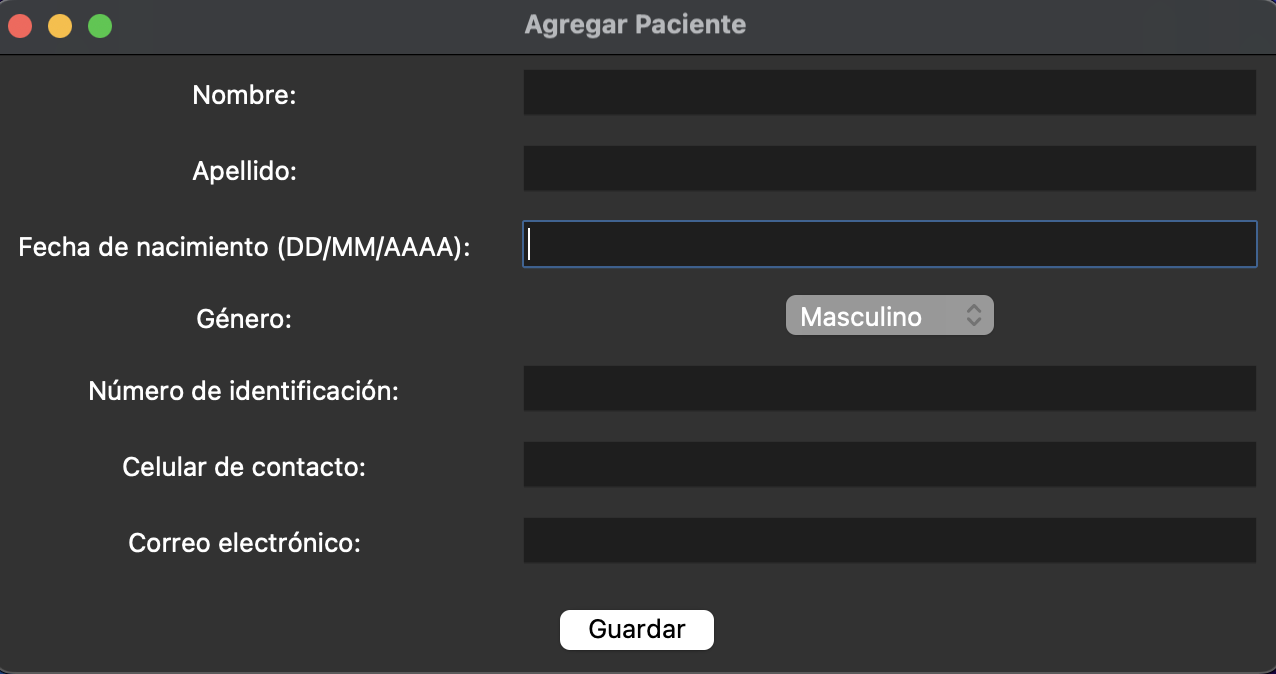 Agregar Paciente
Nombre:
Apellido:
Fecha de nacimiento (DD/MM/AAAA):
Género:
Masculino
Número de identificación:
Celular de contacto:
Correo electrónico:
Guardar